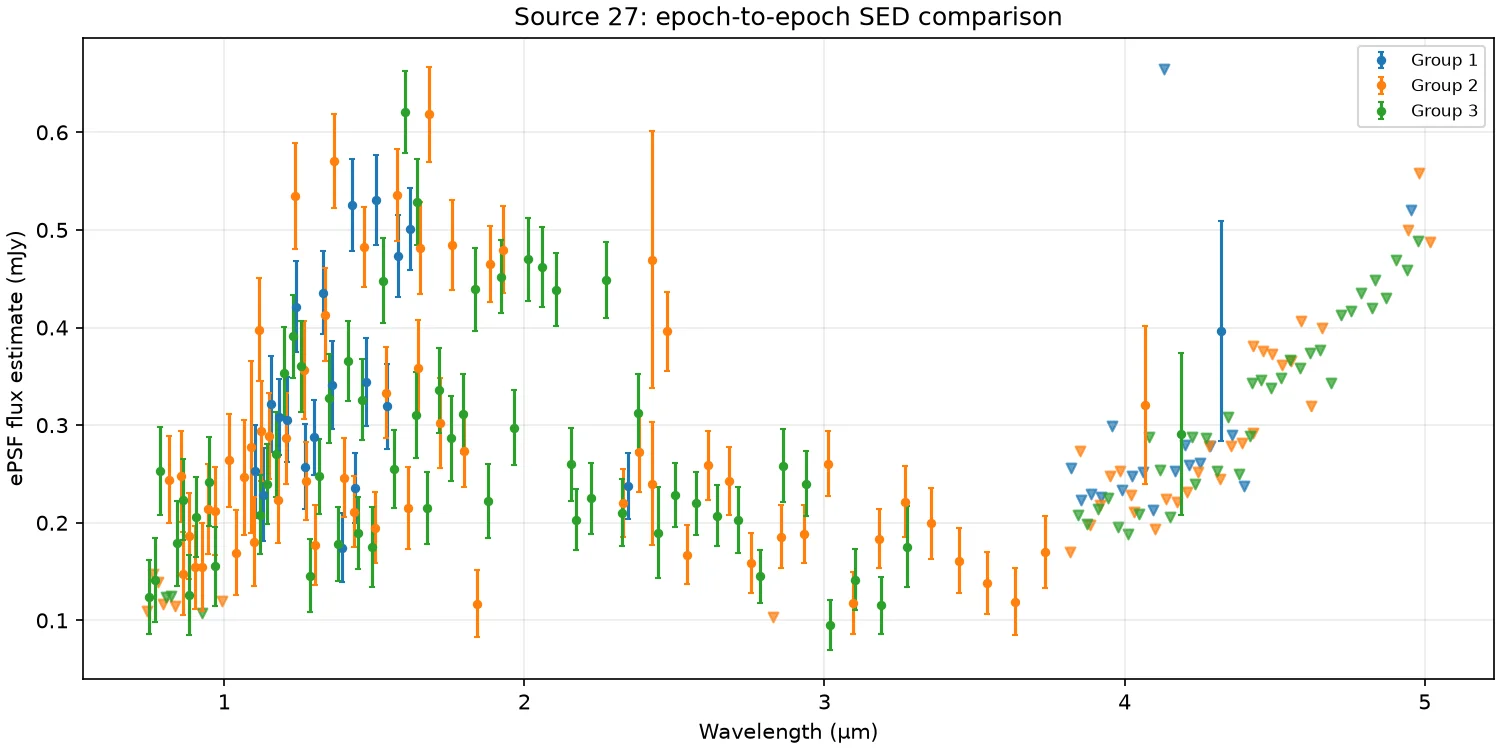 Source 27: epoch-to-epoch SED comparison
Group 1
Group 2
Group 3
ePSF flux estimate (mJy)
0.6
0.5
0.4
0.3
0.2
0.1
1 2 3 4 5
Wavelength (μm)